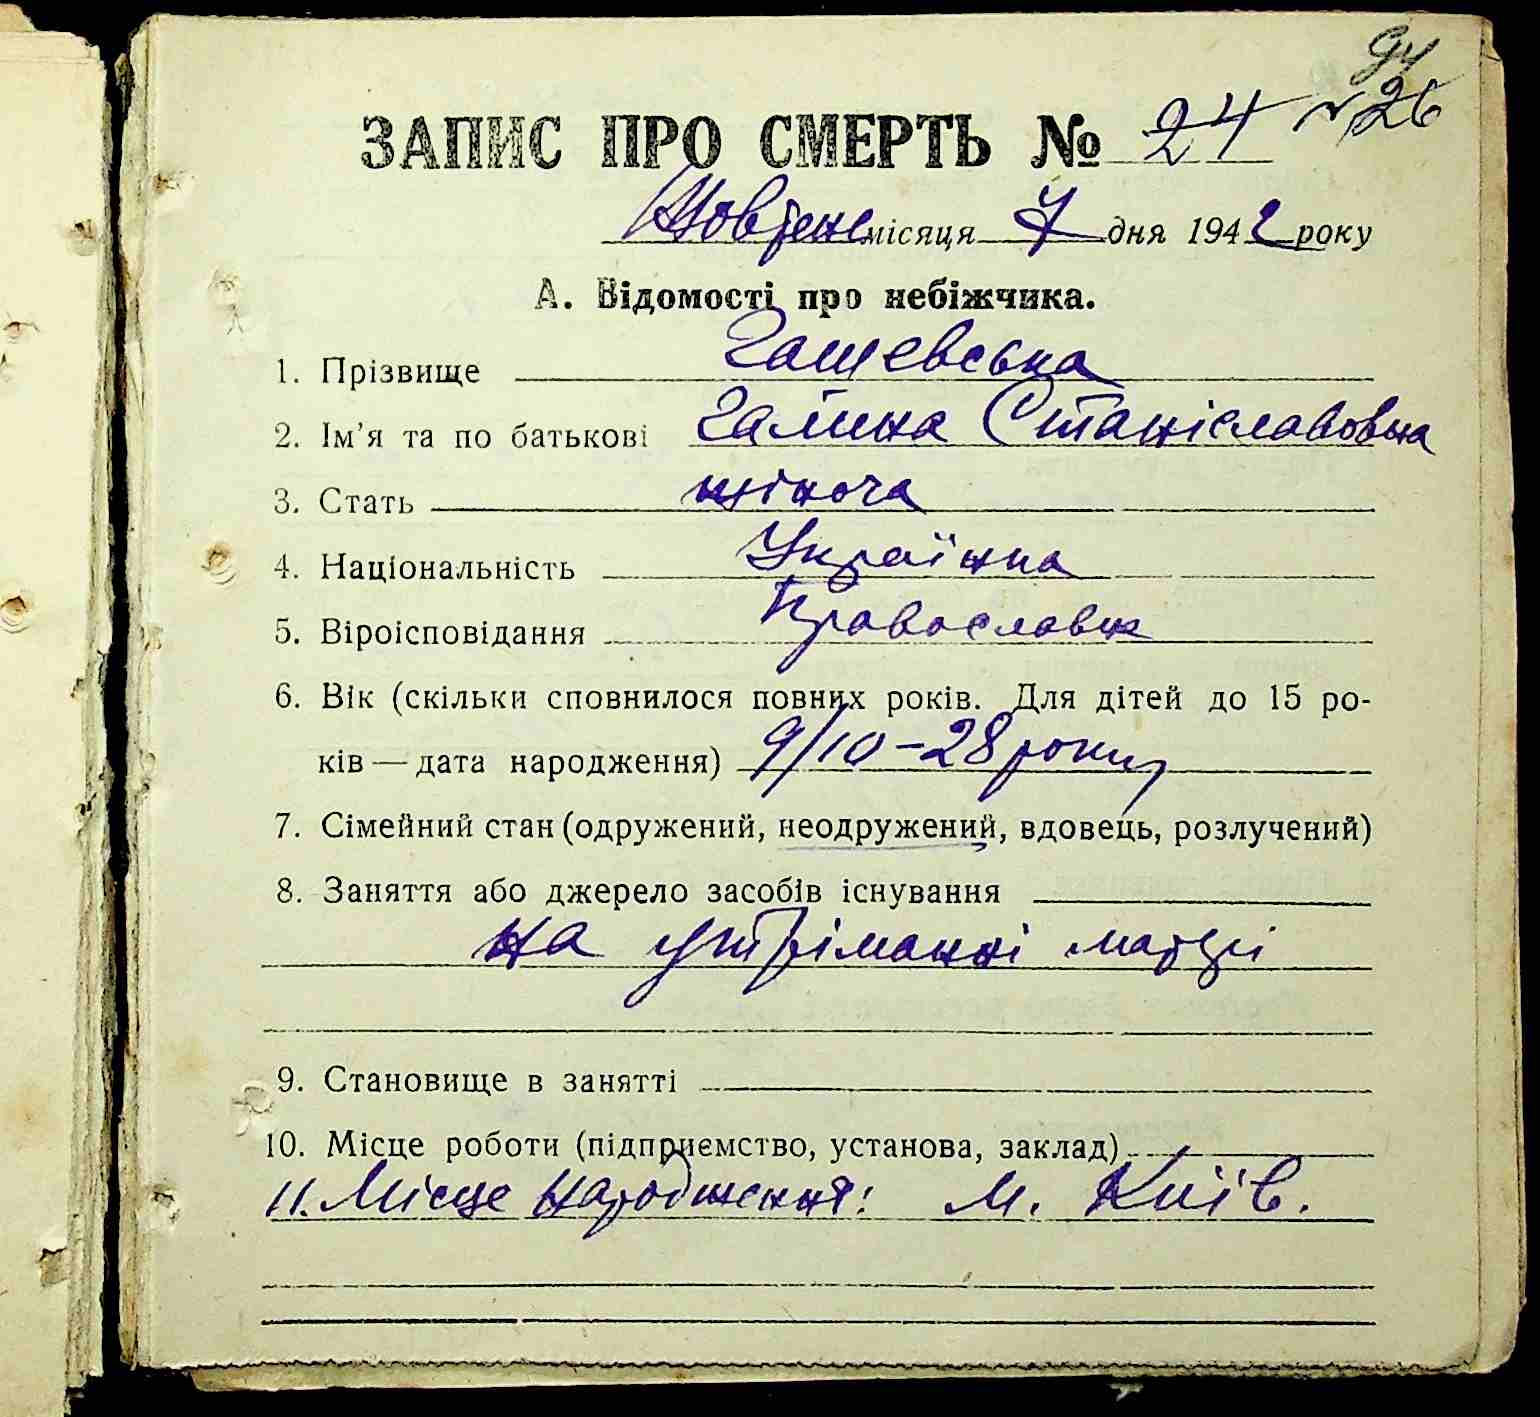 94
ЗАПИС ПРО СМЕРТЬ № 24 № 26
Жовтень місяця 7 дня 1942 року
А. Відомості про небіжчика.
1. Прізвище Гашевська
2. Ім'я та по батькові Галина Станіславовна
3. Стать жіноча
4. Національність Українка
5. Віроісповідання Православн
6. Вік (скільки сповнилося повних років. Для дітей до 15 ро-
ків — дата народження) 9/10 – 28 року
7. Сімейний стан (одружений, неодружений, вдовець, розлучений)
8. Заняття або джерело засобів існування
на утріманні матері
9. Становище в занятті
10. Місце роботи (підприємство, установа, заклад)
11. Місце народження: м. Київ.